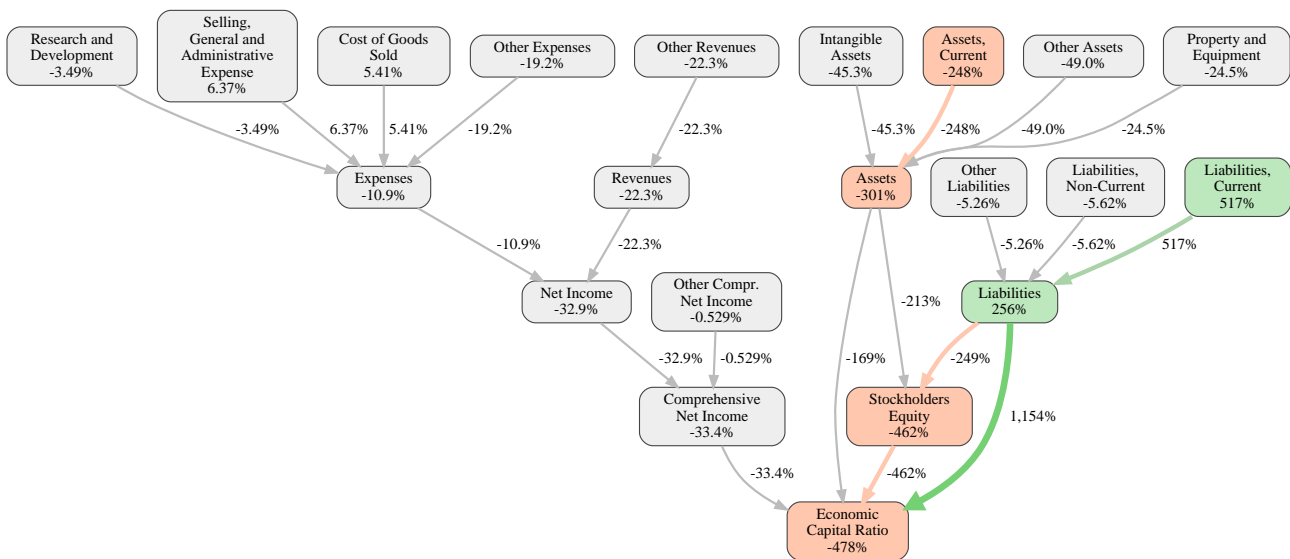 Research and
Development
-3.49%
Selling,
General and
Administrative
Expense
6.37%
Cost of Goods
Sold
5.41%
Other Expenses
-19.2%
Other Revenues
-22.3%
Intangible
Assets
-45.3%
Assets,
Current
-248%
Other Assets
-49.0%
Property and
Equipment
-24.5%
-3.49%
6.37%
5.41%
-19.2%
-22.3%
-45.3%
-248%
-49.0%
-24.5%
Expenses
-10.9%
Revenues
-22.3%
Assets
-301%
Other
Liabilities
-5.26%
Liabilities,
Non-Current
-5.62%
Liabilities,
Current
517%
-10.9%
-22.3%
-5.26%
-5.62%
517%
Net Income
-32.9%
Other Compr.
Net Income
-0.529%
-213%
Liabilities
256%
-32.9%
-0.529%
-169%
-249%
Comprehensive
Net Income
-33.4%
Stockholders
Equity
-462%
1,154%
-33.4%
-462%
Economic
Capital Ratio
-478%